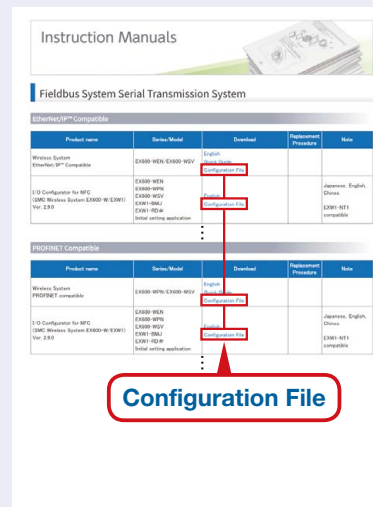 Instruction Manuals
Fieldbus System Serial Transmission System
EtherNet/IP™ Compatible
Product name Series/Model Download Replacement Procedure Note
Wireless System
EtherNet/IP™ Compatible
EX600-WEN/EX600-WSV
English
Quick Guide
Configuration File
I/O Configurator for NFC
(SMC Wireless System EX600-W/EXW1)
Ver. 2.9.0
EX600-WEN
EX600-WPN
EX600-WSV
EXW1-BMJ
EXW1-RD#
Initial setting application
English
Configuration File
Japanese, English,
Chines
EXW1-NT1
compatible
PROFINET Compatible
Product name Series/Model Download Replacement Procedure Note
Wireless System
PROFINET compatible
EX600-WPN/EX600-WSV
English
Quick Guide
Configuration File
I/O Configurator for NFC
(SMC Wireless System EX600-W/EXW1)
Ver. 2.9.0
EX600-WEN
EX600-WPN
EX600-WSV
EXW1-BMJ
EXW1-RD#
Initial setting application
English
Configuration File
Japanese, English,
Chines
EXW1-NT1
compatible
Configuration File